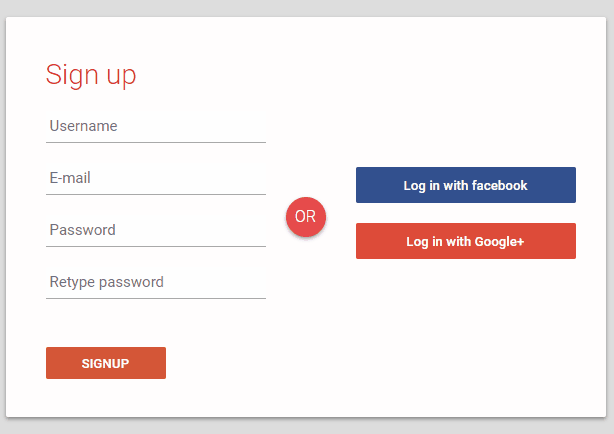 Sign up
Username
E-mail
Password
Retype password
SIGNUP
OR
Log in with facebook
Log in with Google+